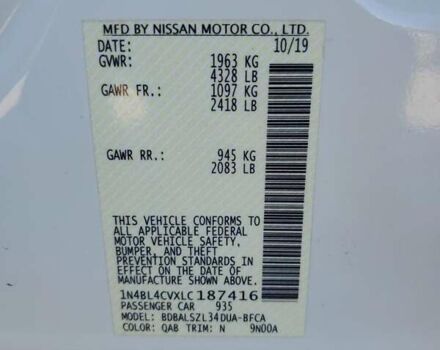 MFD BY NISSAN MOTOR CO., LTD.
DATE: 10/19
GVWR: 1963 KG
4328 LB
GAWR FR.: 1097 KG
2418 LB
GAWR RR.: 945 KG
2083 LB
THIS VEHICLE CONFORMS TO
ALL APPLICABLE FEDERAL
MOTOR VEHICLE SAFETY,
BUMPER, AND THEFT
PREVENTION STANDARDS IN
EFFECT ON THE DATE OF
MANUFACTURE SHOWN ABOVE.
1N4BL4CVXLC187416
PASSENGER CAR 935
MODEL: BDBALSZL34DUA-BFCA
COLOR: QAB TRIM: N 9N00A